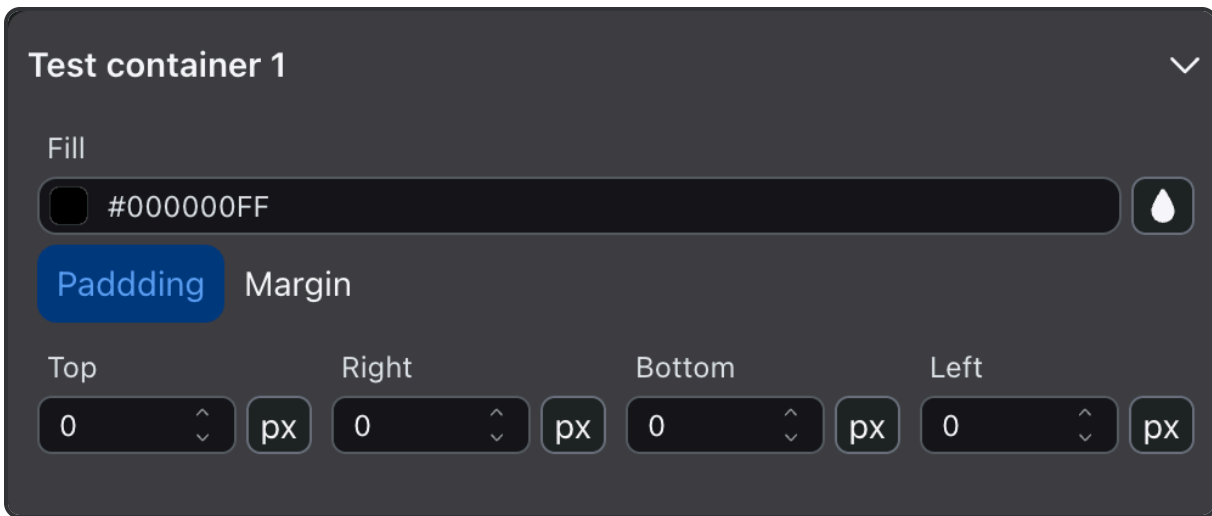 Test container 1
Fill
#000000FF
Paddding Margin
Top Right Bottom Left
0 px 0 px 0 px 0 px